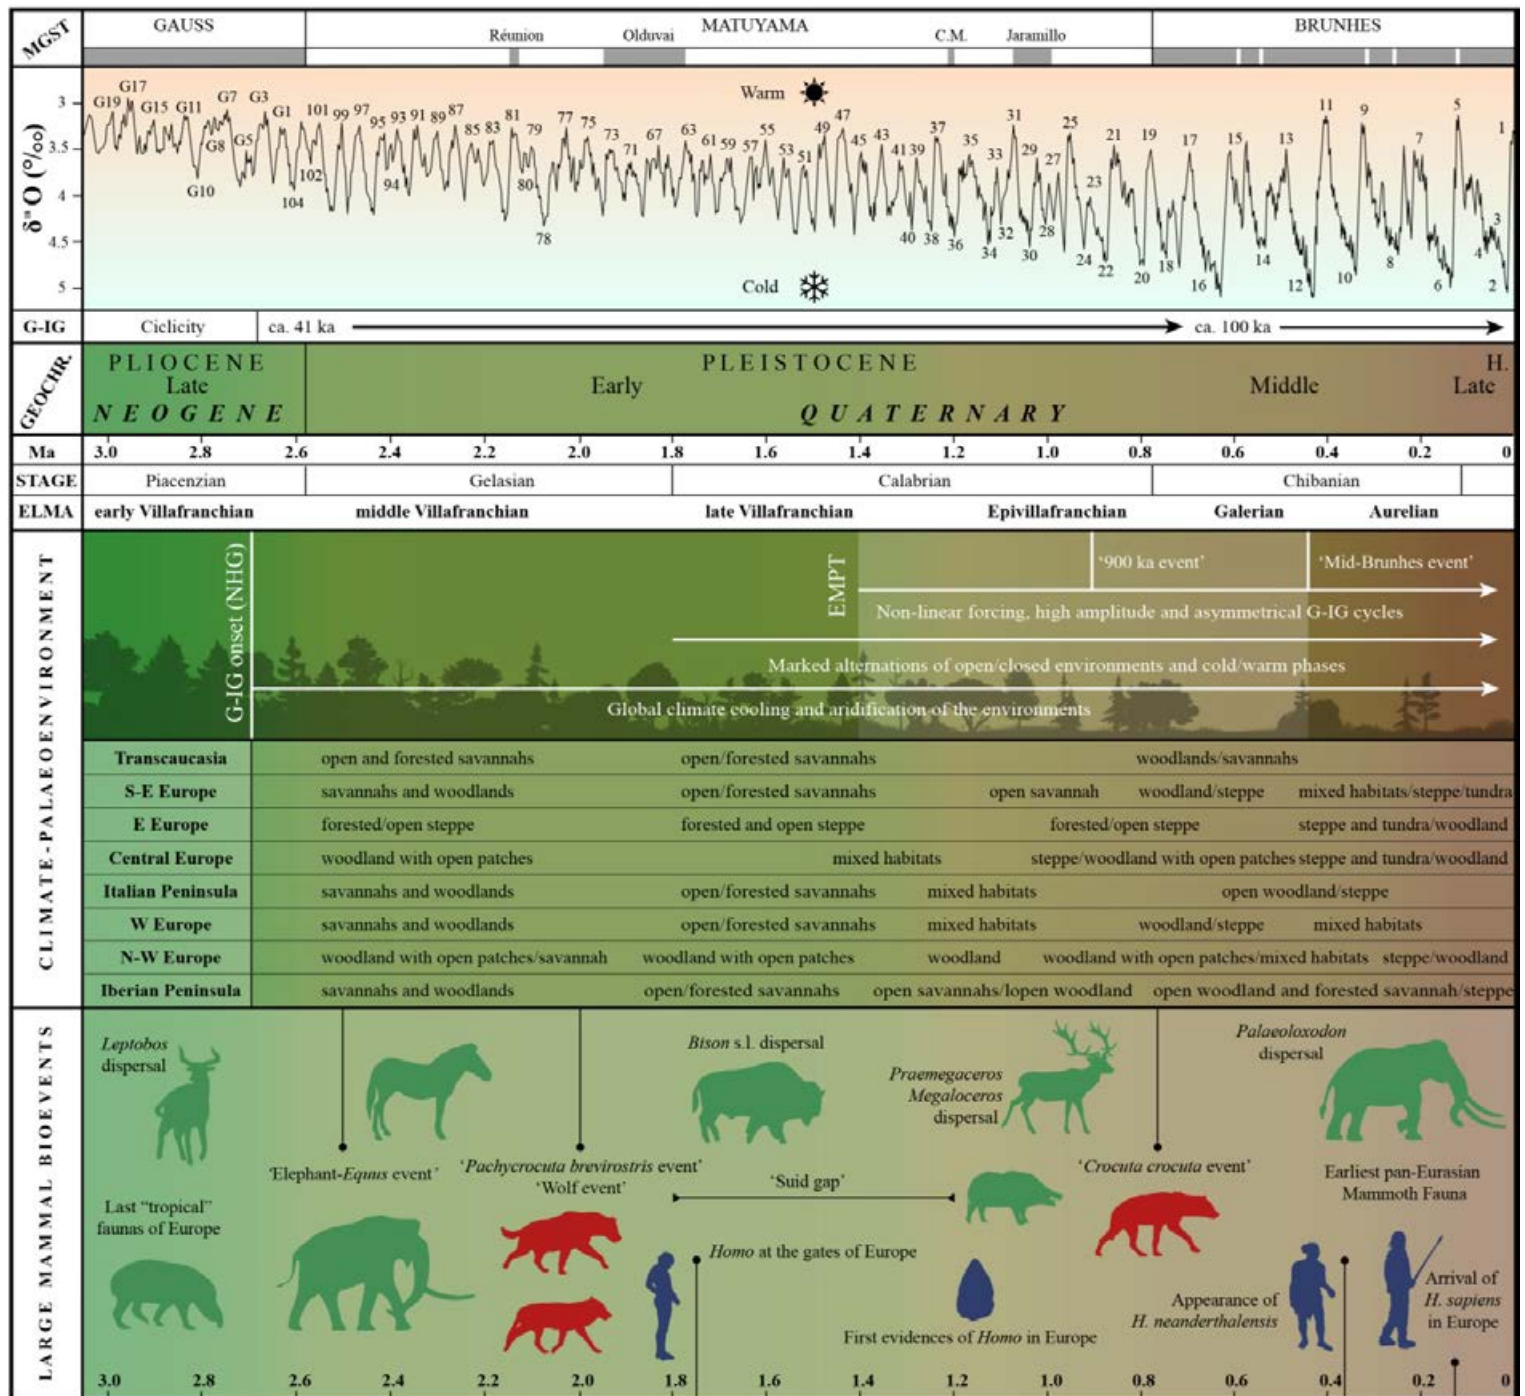 MGST
GAUSS
MATUYAMA
BRUNHES
Réunion
Olduvai
C.M.
Jaramillo
δ¹⁸O (°/₀₀)
3
3.5
4
4.5
5
Warm
Cold
G19 G17 G15 G11 G7 G3 G1 101 99 97 95 93 91 89 87 85 83 81 79 77 75 73 71 67 63 61 59 57 55 53 51 49 47 45 43 41 39 37 35 33 31 29 27 25 23 21 19 17 15 13 11 9 7 5 3 1
G10 G8 G5 104 102 94 80 78 40 38 36 34 32 30 28 24 22 20 18 16 14 12 10 8 6 4 2
G-IG
Ciclicity
ca. 41 ka
ca. 100 ka
GEOCHR.
PLIOCENE
PLEISTOCENE
H.
Late
Early
Middle
Late
NEOGENE
QUATERNARY
Ma 3.0 2.8 2.6 2.4 2.2 2.0 1.8 1.6 1.4 1.2 1.0 0.8 0.6 0.4 0.2 0
STAGE Piacenzian Gelasian Calabrian Chibanian
ELMA early Villafranchian middle Villafranchian late Villafranchian Epivillafranchian Galerian Aurelian
CLIMATE-PALAEOENVIRONMENT
G-IG onset (NHG)
EMPT
'900 ka event'
'Mid-Brunhes event'
Non-linear forcing, high amplitude and asymmetrical G-IG cycles
Marked alternations of open/closed environments and cold/warm phases
Global climate cooling and aridification of the environments
Transcaucasia open and forested savannahs open/forested savannahs woodlands/savannahs
S-E Europe savannahs and woodlands open/forested savannahs open savannah woodland/steppe mixed habitats/steppe/tundra
E Europe forested/open steppe forested and open steppe forested/open steppe steppe and tundra/woodland
Central Europe woodland with open patches mixed habitats steppe/woodland with open patches steppe and tundra/woodland
Italian Peninsula savannahs and woodlands open/forested savannahs mixed habitats open woodland/steppe
W Europe savannahs and woodlands open/forested savannahs mixed habitats woodland/steppe mixed habitats
N-W Europe woodland with open patches/savannah woodland with open patches woodland woodland with open patches/mixed habitats steppe/woodland
Iberian Peninsula savannahs and woodlands open/forested savannahs open savannahs/lopen woodland open woodland and forested savannah/steppe
LARGE MAMMAL BIOEVENTS
Leptobos
dispersal
Bison s.l. dispersal
Praemegaceros
Megaloceros
dispersal
Palaeoloxodon
dispersal
'Elephant-Equus event'
'Pachycrocuta brevirostris event'
'Wolf event'
'Suid gap'
'Crocuta crocuta event'
Earliest pan-Eurasian
Mammoth Fauna
Last "tropical"
faunas of Europe
Homo at the gates of Europe
First evidences of Homo in Europe
Appearance of
H. neanderthalensis
Arrival of
H. sapiens
in Europe
3.0 2.8 2.6 2.4 2.2 2.0 1.8 1.6 1.4 1.2 1.0 0.8 0.6 0.4 0.2 0